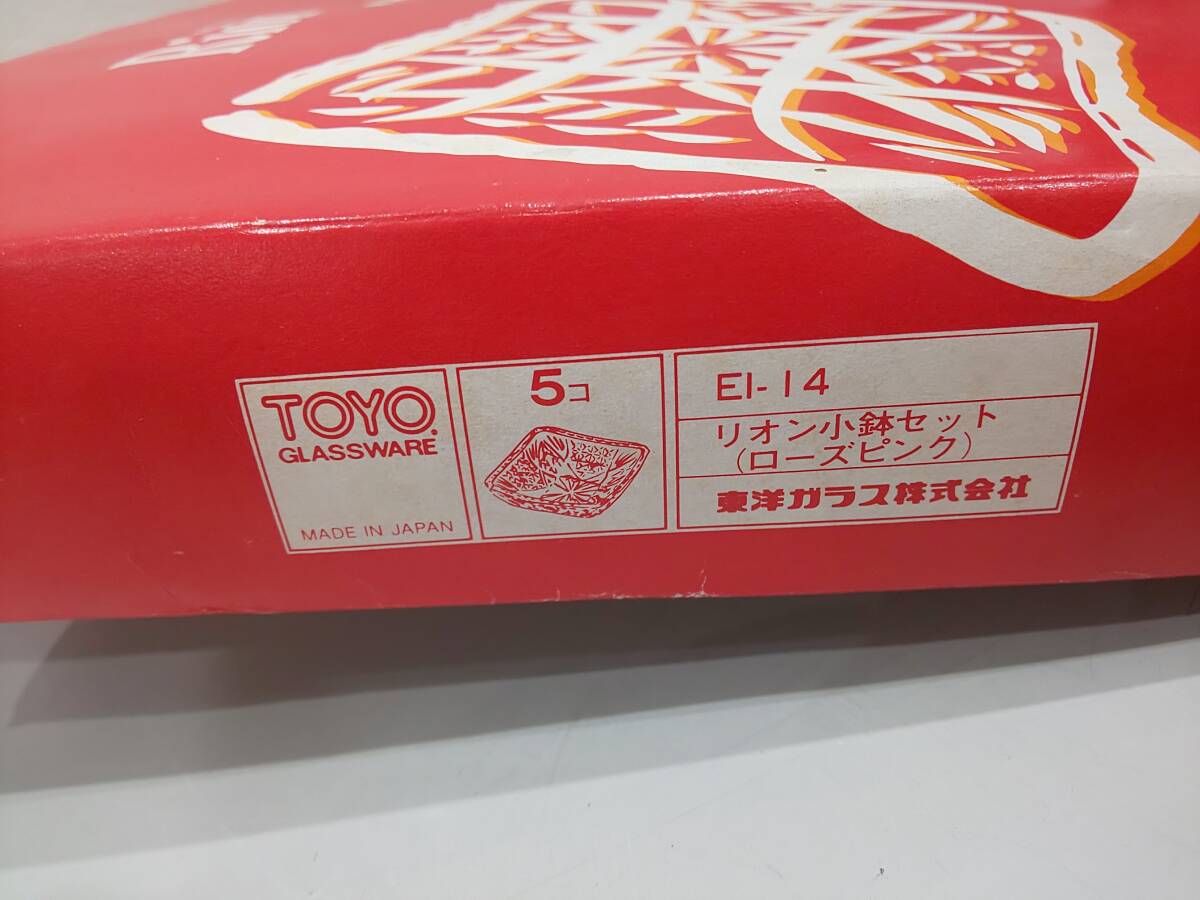 TOYO
GLASSWARE
MADE IN JAPAN
5コ
EI-14
リオン小鉢セット
(ローズピンク)
東洋ガラス株式会社